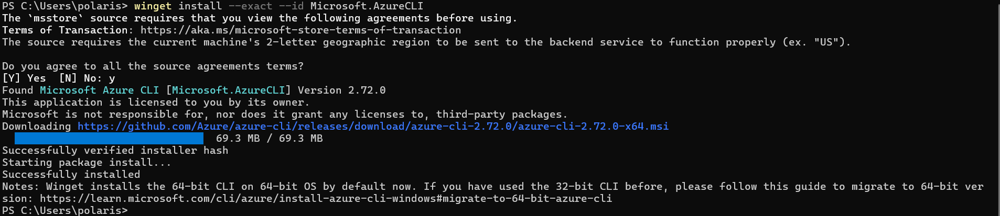 PS C:\Users\polaris> winget install --exact --id Microsoft.AzureCLI
The `msstore` source requires that you view the following agreements before using.
Terms of Transaction: https://aka.ms/microsoft-store-terms-of-transaction
The source requires the current machine's 2-letter geographic region to be sent to the backend service to function properly (ex. "US").

Do you agree to all the source agreements terms?
[Y] Yes  [N] No: y
Found Microsoft Azure CLI [Microsoft.AzureCLI] Version 2.72.0
This application is licensed to you by its owner.
Microsoft is not responsible for, nor does it grant any licenses to, third-party packages.
Downloading https://github.com/Azure/azure-cli/releases/download/azure-cli-2.72.0/azure-cli-2.72.0-x64.msi
69.3 MB / 69.3 MB
Successfully verified installer hash
Starting package install...
Successfully installed
Notes: Winget installs the 64-bit CLI on 64-bit OS by default now. If you have used the 32-bit CLI before, please follow this guide to migrate to 64-bit ver
sion: https://learn.microsoft.com/cli/azure/install-azure-cli-windows#migrate-to-64-bit-azure-cli
PS C:\Users\polaris>